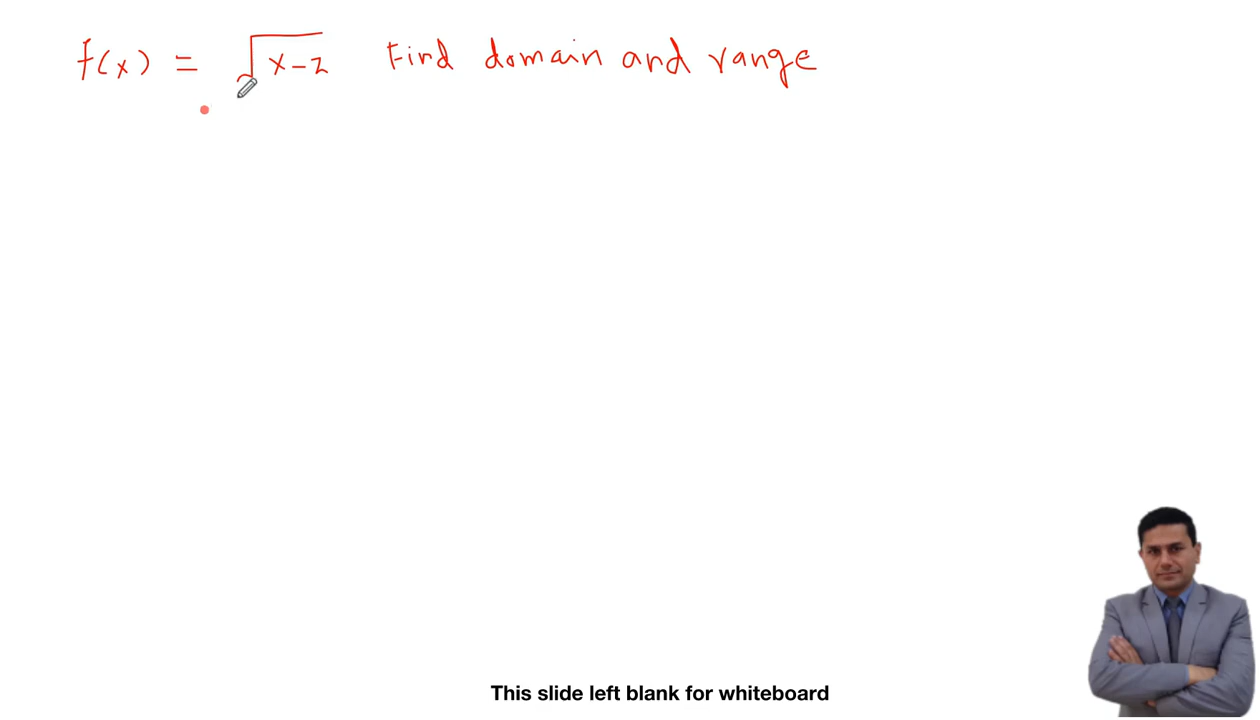 f(x) = √x-2 Find domain and range
This slide left blank for whiteboard